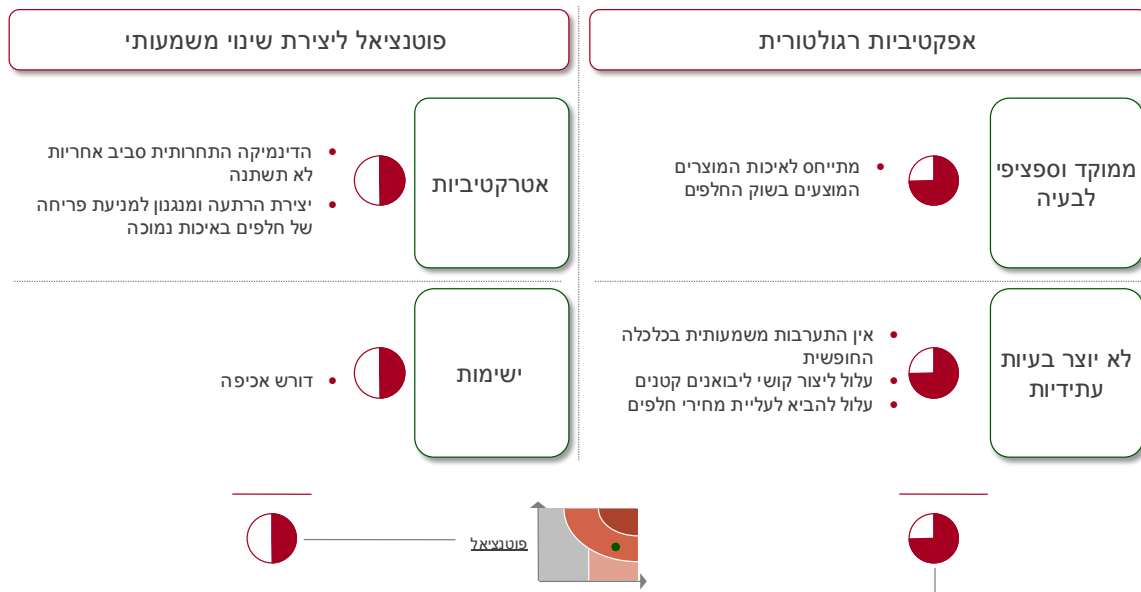 אפקטיביות רגולטורית
פוטנציאל ליצירת שינוי משמעותי
ממוקד וספציפי
לבעיה
מתייחס לאיכות המוצרים
המוצעים בשוק החלפים
לא יוצר בעיות
עתידיות
אין התערבות משמעותית בכלכלה
החופשית
עלול ליצור קושי ליבואנים קטנים
עלול להביא לעליית מחירי חלפים
אטרקטיביות
הדינמיקה התחרותית סביב אחריות
לא תשתנה
יצירת הרתעה ומנגנון למניעת פריחה
של חלפים באיכות נמוכה
ישימות
דורש אכיפה
פוטנציאל